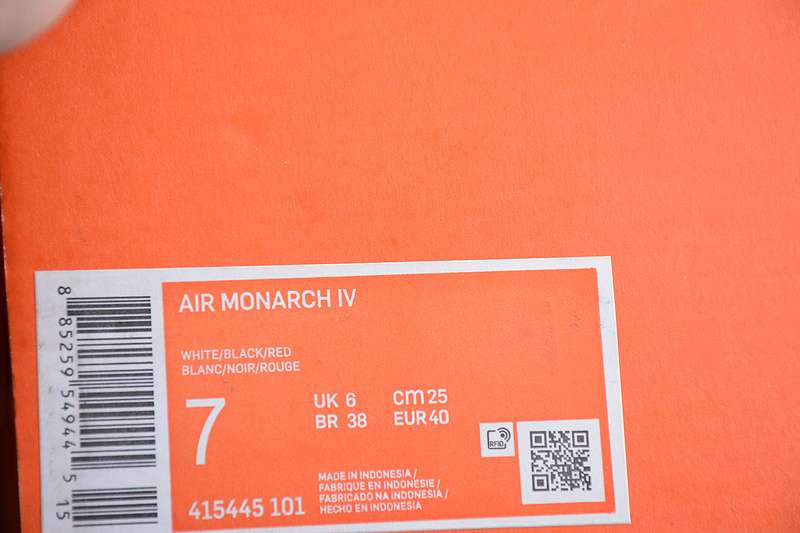 AIR MONARCH IV
WHITE/BLACK/RED
BLANC/NOIR/ROUGE
7
UK 6 cm 25
BR 38 EUR 40
RFID
MADE IN INDONESIA /
FABRIQUE EN INDONESIE /
FABRICADO NA INDONESIA /
HECHO EN INDONESIA
415445 101
8 85259 54944 5 15